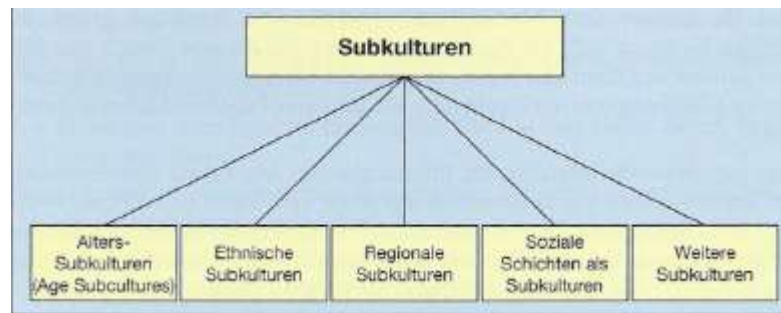 Subkulturen
Alters-
Subkulturen
(Age Subcultures)
Ethnische
Subkulturen
Regionale
Subkulturen
Soziale
Schichten als
Subkulturen
Weitere
Subkulturen